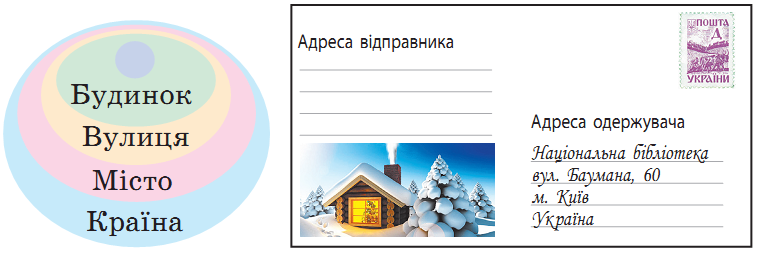 Будинок
Вулиця
Місто
Країна
Адреса відправника
ПОШТА
Д
УКРАЇНИ
Адреса одержувача
Національна бібліотека
вул. Баумана, 60
м. Київ
Україна